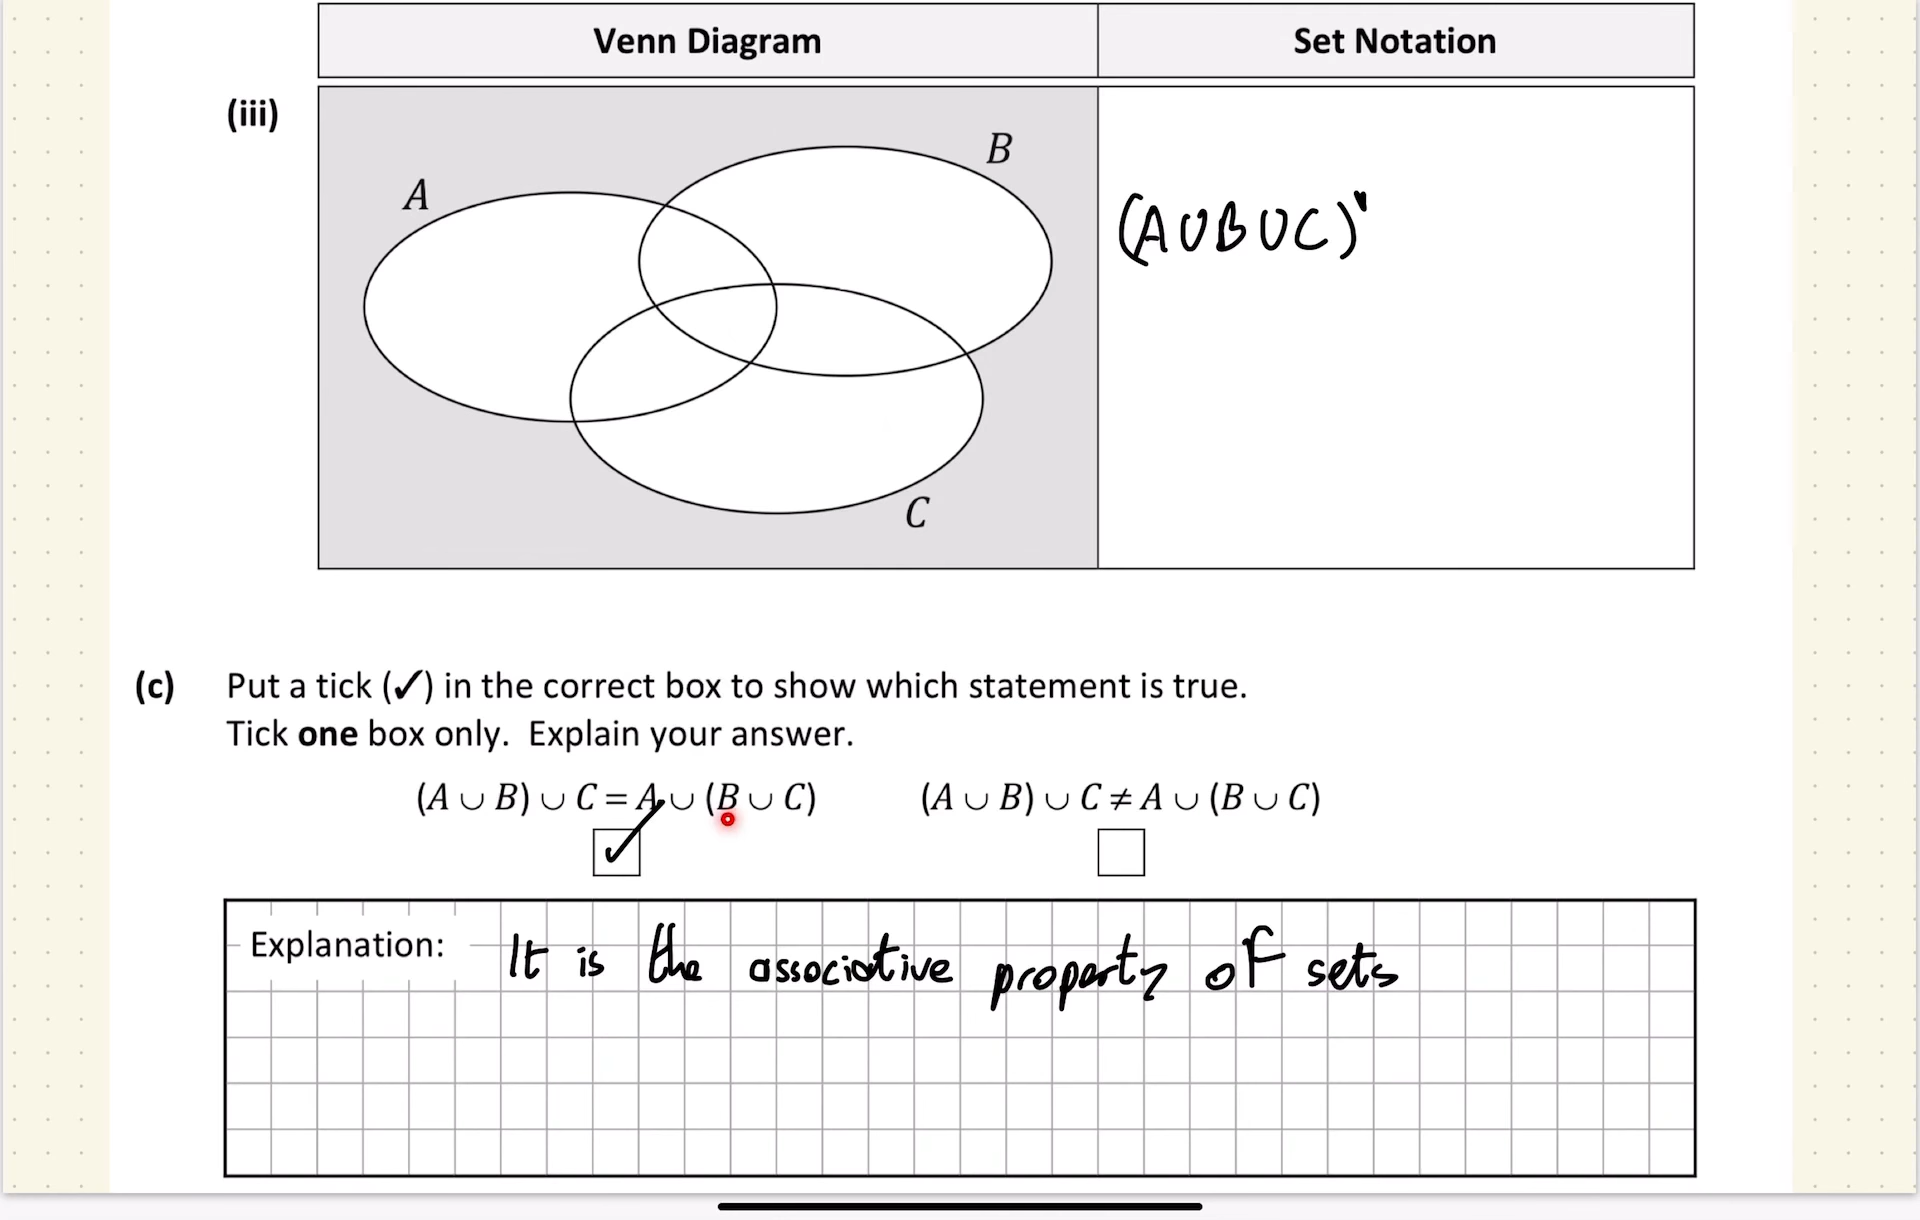 Venn Diagram Set Notation
(iii)
A
B
C
(A∪B∪C)'
(c) Put a tick (✓) in the correct box to show which statement is true.
Tick one box only. Explain your answer.
(A ∪ B) ∪ C = A ∪ (B ∪ C) (A ∪ B) ∪ C ≠ A ∪ (B ∪ C)
✓
Explanation: It is the associative property of sets